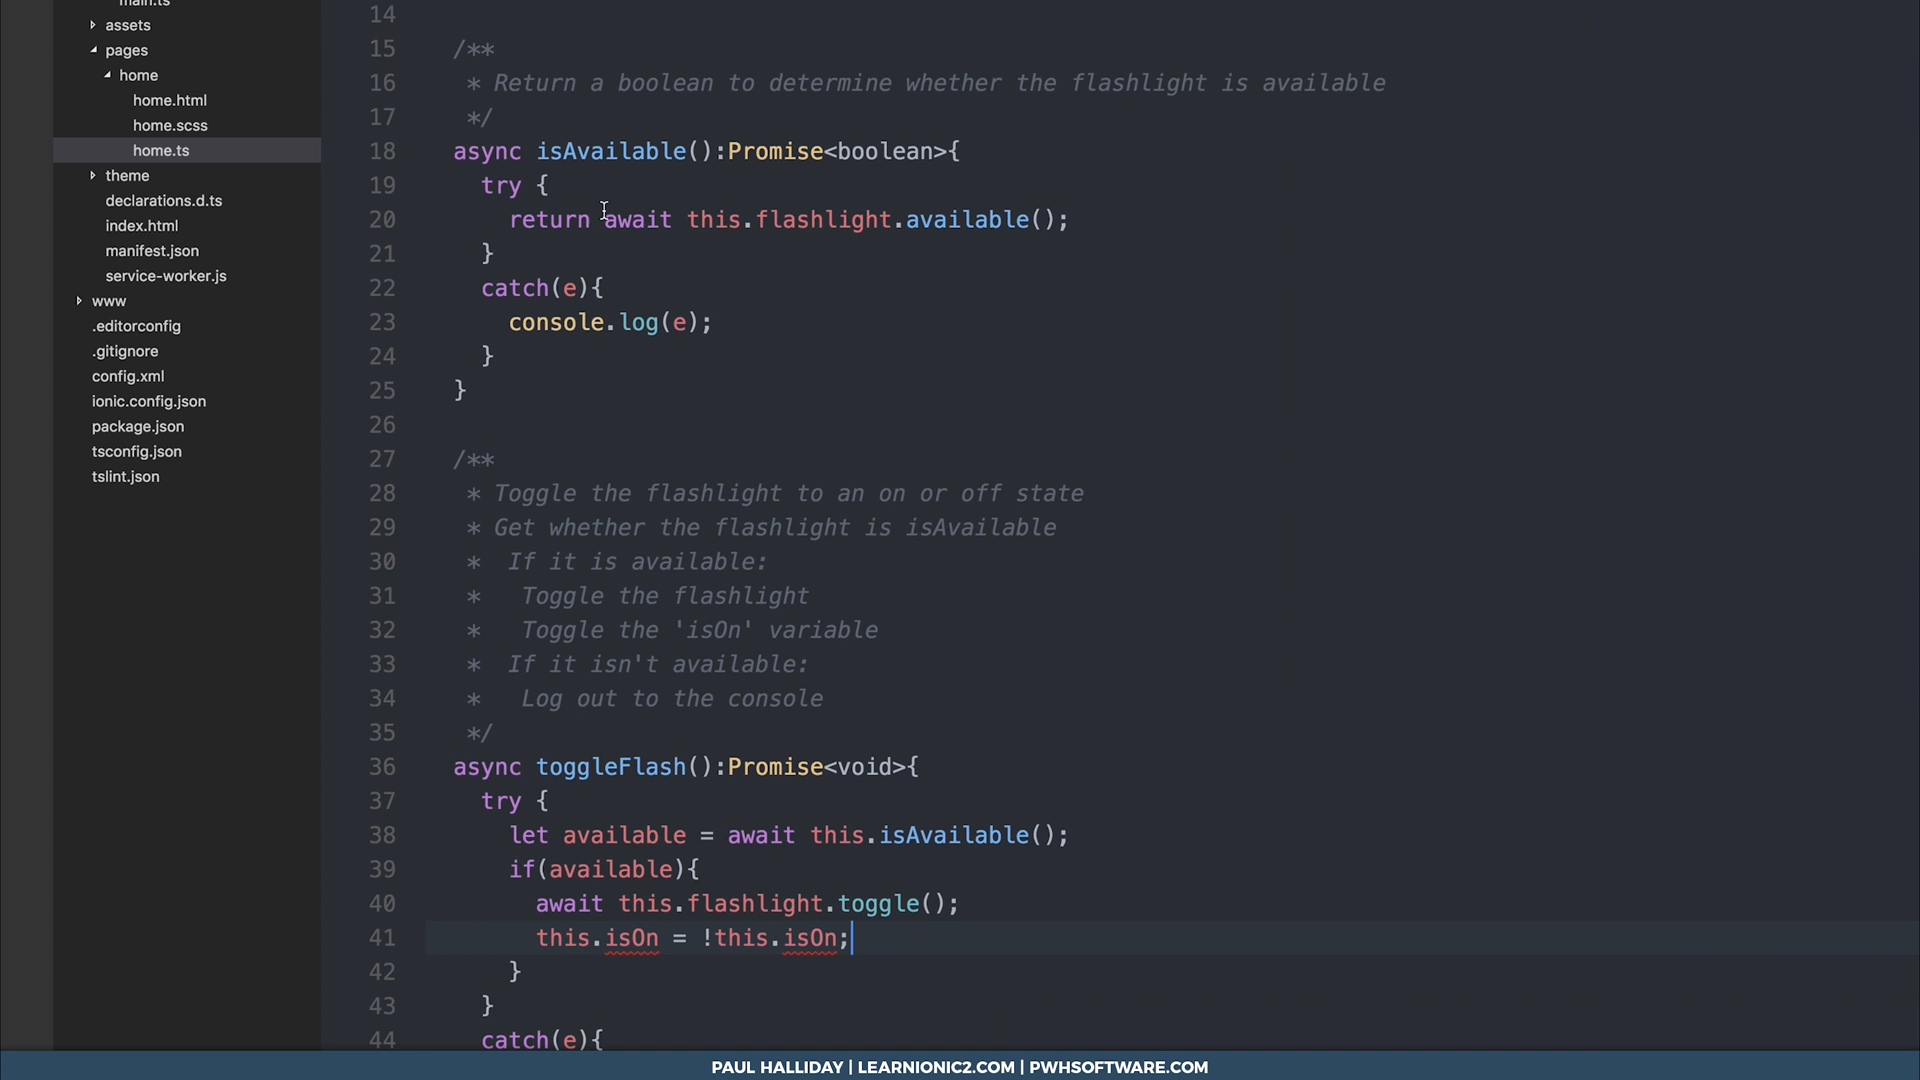 main.ts
assets
pages
home
home.html
home.scss
home.ts
theme
declarations.d.ts
index.html
manifest.json
service-worker.js
www
.editorconfig
.gitignore
config.xml
ionic.config.json
package.json
tsconfig.json
tslint.json
14
15 /**
16 * Return a boolean to determine whether the flashlight is available
17 */
18 async isAvailable():Promise<boolean>{
19 try {
20 return await this.flashlight.available();
21 }
22 catch(e){
23 console.log(e);
24 }
25 }
26
27 /**
28 * Toggle the flashlight to an on or off state
29 * Get whether the flashlight is isAvailable
30 * If it is available:
31 * Toggle the flashlight
32 * Toggle the 'isOn' variable
33 * If it isn't available:
34 * Log out to the console
35 */
36 async toggleFlash():Promise<void>{
37 try {
38 let available = await this.isAvailable();
39 if(available){
40 await this.flashlight.toggle();
41 this.isOn = !this.isOn;
42 }
43 }
44 catch(e){
PAUL HALLIDAY | LEARNIONIC2.COM | PWHSOFTWARE.COM